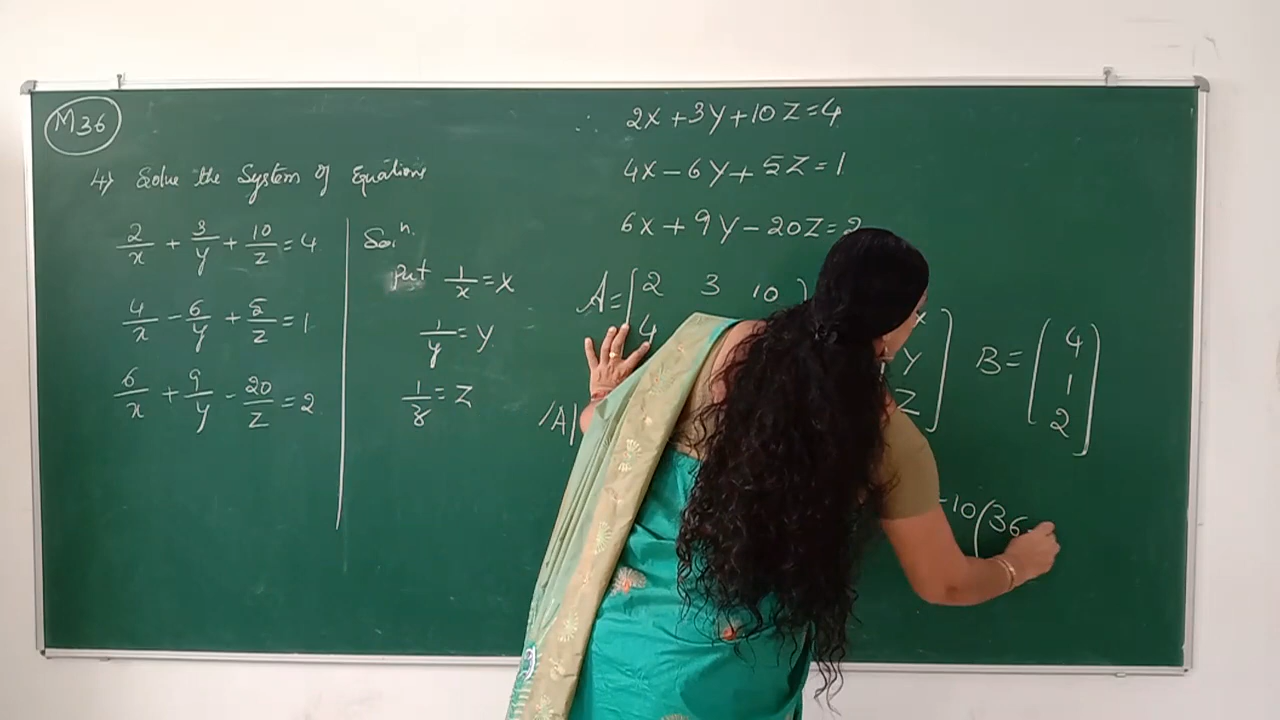 M36
4) Solve the System of Equations
2/x + 3/y + 10/z = 4
4/x - 6/y + 5/z = 1
6/x + 9/y - 20/z = 2
Soln.
Put 1/x = X
1/y = Y
1/z = Z
∴ 2X + 3Y + 10Z = 4
4X - 6Y + 5Z = 1
6X + 9Y - 20Z = 2
A = [ 2 3 10
4
Y
Z ]
B = [ 4
1
2 ]
|A|
10(36